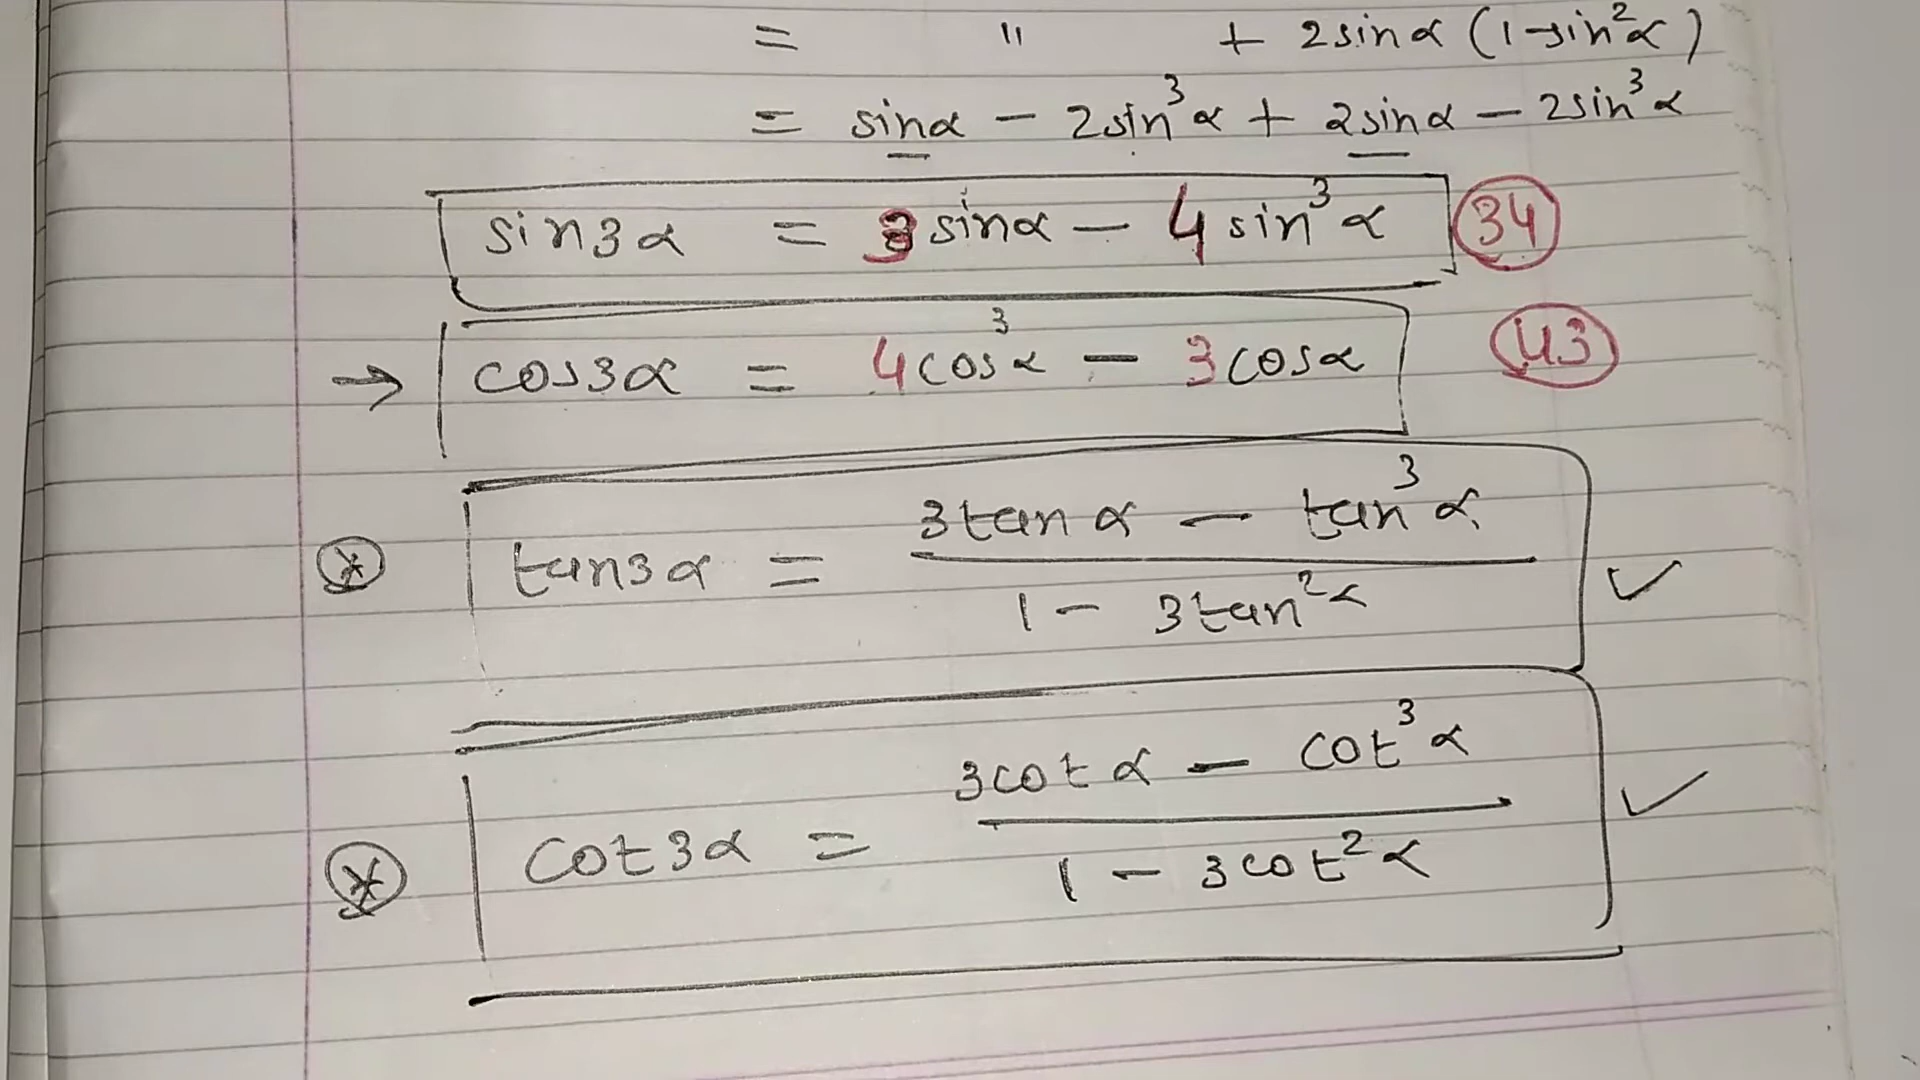 = " + 2sinα (1-sin²α)
= sinα - 2sin³α + 2sinα - 2sin³α
sin3α = 3sinα - 4sin³α (34)
→ cos3α = 4cos³α - 3cosα (43)
* tan3α = (3tanα - tan³α)/(1 - 3tan²α) ✓
* cot3α = (3cotα - cot³α)/(1 - 3cot²α) ✓